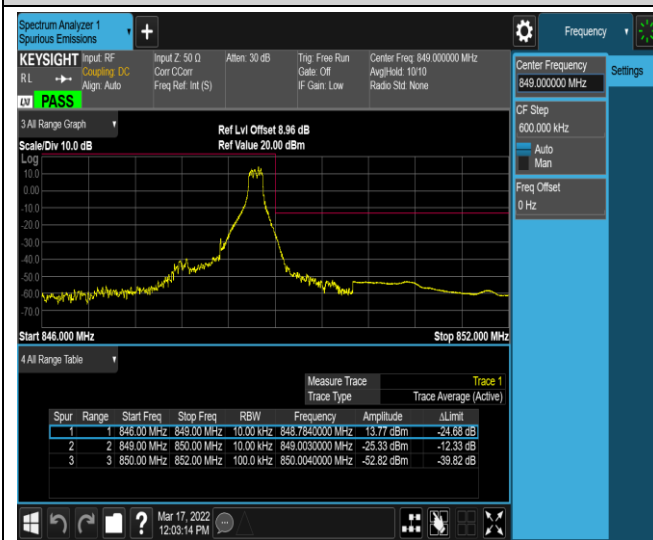 Spectrum Analyzer 1
Spurious Emissions
Frequency
KEYSIGHT Input: RF Input Z: 50 Ω Atten: 30 dB Trig: Free Run Center Freq: 849.000000 MHz
Coupling: DC Corr CCorr Gate: Off Avg|Hold: 10/10
RL Align: Auto Freq Ref: Int (S) IF Gain: Low Radio Std: None
LXI PASS
Center Frequency
849.000000 MHz
Settings
CF Step
600.000 kHz
Auto
Man
Freq Offset
0 Hz
3 All Range Graph
Ref Lvl Offset 8.96 dB
Scale/Div 10.0 dB Ref Value 20.00 dBm
Log
10.0
0.00
-10.0
-20.0
-30.0
-40.0
-50.0
-60.0
-70.0
Start 846.000 MHz Stop 852.000 MHz
4 All Range Table
Measure Trace Trace 1
Trace Type Trace Average (Active)
Spur Range Start Freq Stop Freq RBW Frequency Amplitude ΔLimit
1 1 846.00 MHz 849.00 MHz 10.00 kHz 848.7840000 MHz 13.77 dBm -24.68 dB
2 2 849.00 MHz 850.00 MHz 10.00 kHz 849.0030000 MHz -25.33 dBm -12.33 dB
3 3 850.00 MHz 852.00 MHz 100.0 kHz 850.0040000 MHz -52.82 dBm -39.82 dB
Mar 17, 2022
12:03:14 PM